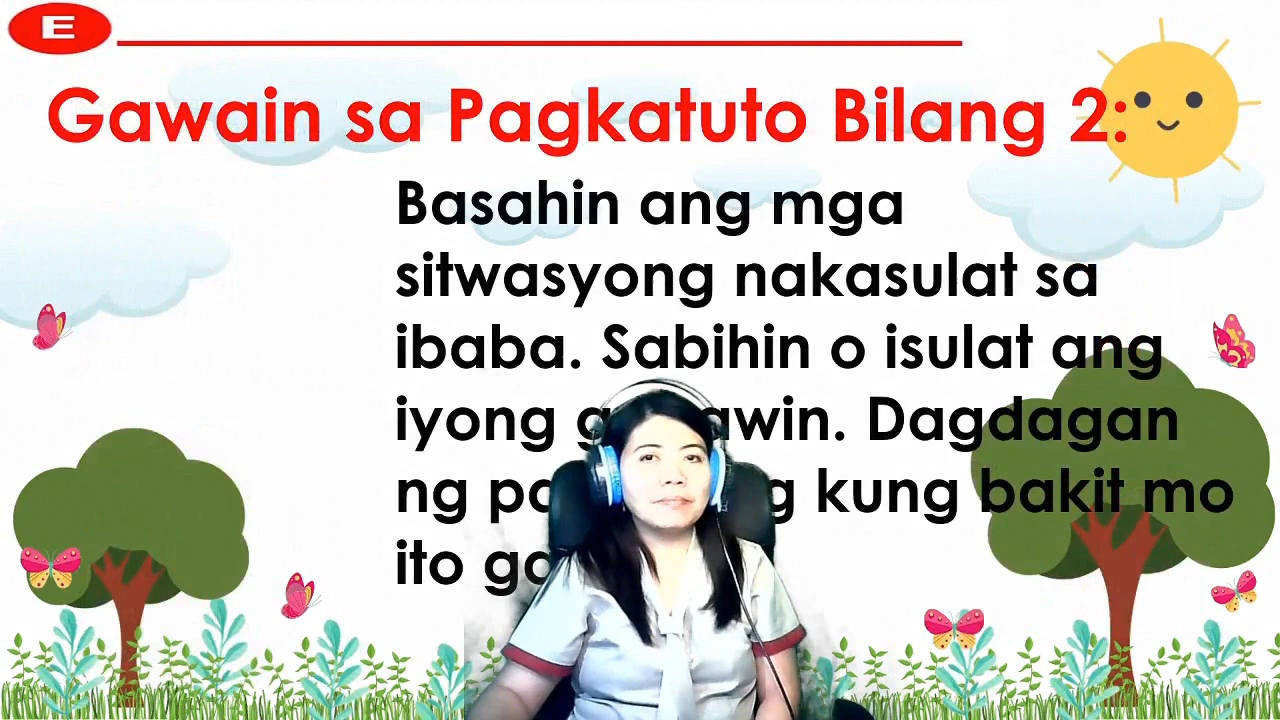 E
Gawain sa Pagkatuto Bilang 2:
Basahin ang mga
sitwasyong nakasulat sa
ibaba. Sabihin o isulat ang
iyong. Dagdagan
ng kung bakit mo
ito